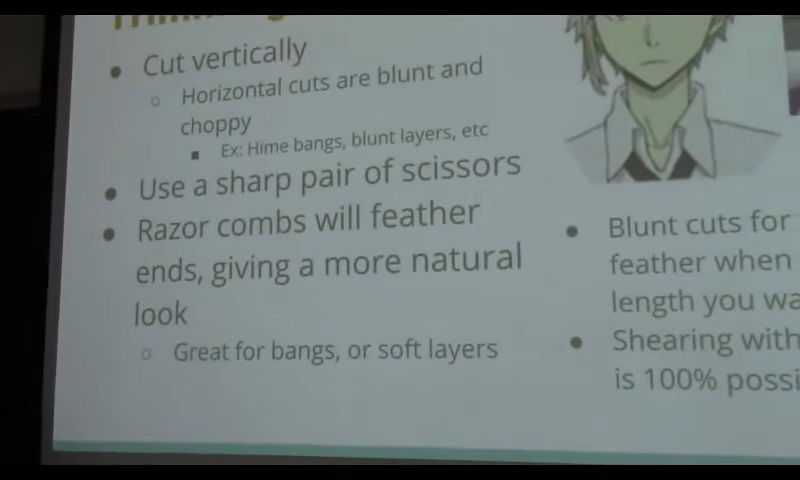 Cut vertically
Horizontal cuts are blunt and
choppy
Ex: Hime bangs, blunt layers, etc
Use a sharp pair of scissors
Razor combs will feather
ends, giving a more natural
look
Great for bangs, or soft layers
Blunt cuts for
feather when
length you
Shearing with
is 100%